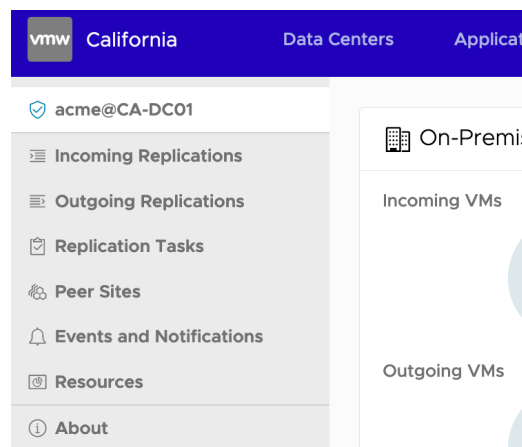 vmw California Data Centers Applicat
acme@CA-DC01
Incoming Replications
Outgoing Replications
Replication Tasks
Peer Sites
Events and Notifications
Resources
About
On-Premis
Incoming VMs
Outgoing VMs